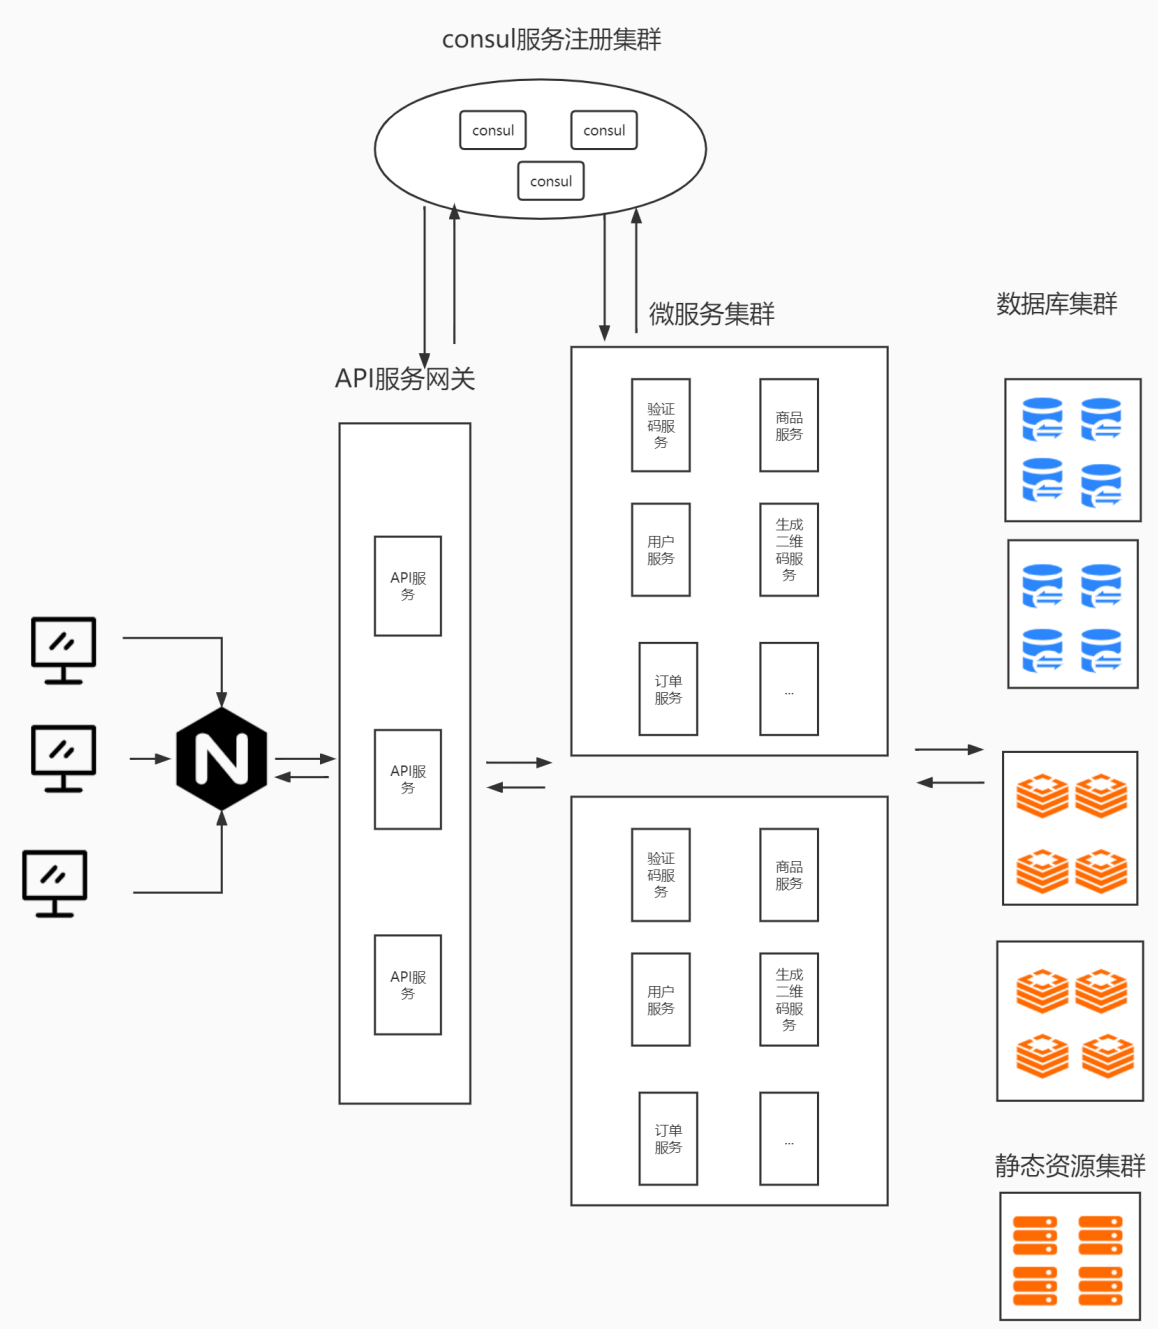 consul服务注册集群
consul
consul
consul
微服务集群
数据库集群
API服务网关
验证
码服
务
商品
服务
用户
服务
生成
二维
码服
务
订单
服务
...
API服
务
API服
务
API服
务
N
验证
码服
务
商品
服务
用户
服务
生成
二维
码服
务
订单
服务
...
静态资源集群